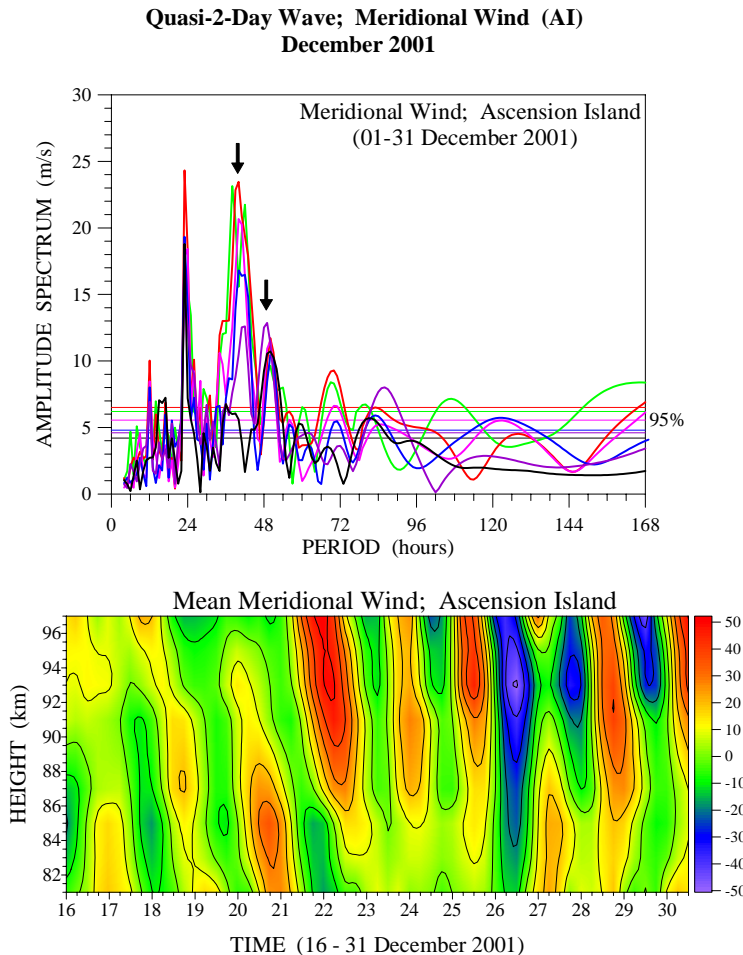 Quasi-2-Day Wave; Meridional Wind (AI)
December 2001
Meridional Wind; Ascension Island
(01-31 December 2001)
AMPLITUDE SPECTRUM (m/s)
30
25
20
15
10
5
0
95%
0 24 48 72 96 120 144 168
PERIOD (hours)
Mean Meridional Wind; Ascension Island
HEIGHT (km)
96
94
92
90
88
86
84
82
50
40
30
20
10
0
-10
-20
-30
-40
-50
16 17 18 19 20 21 22 23 24 25 26 27 28 29 30
TIME (16 - 31 December 2001)